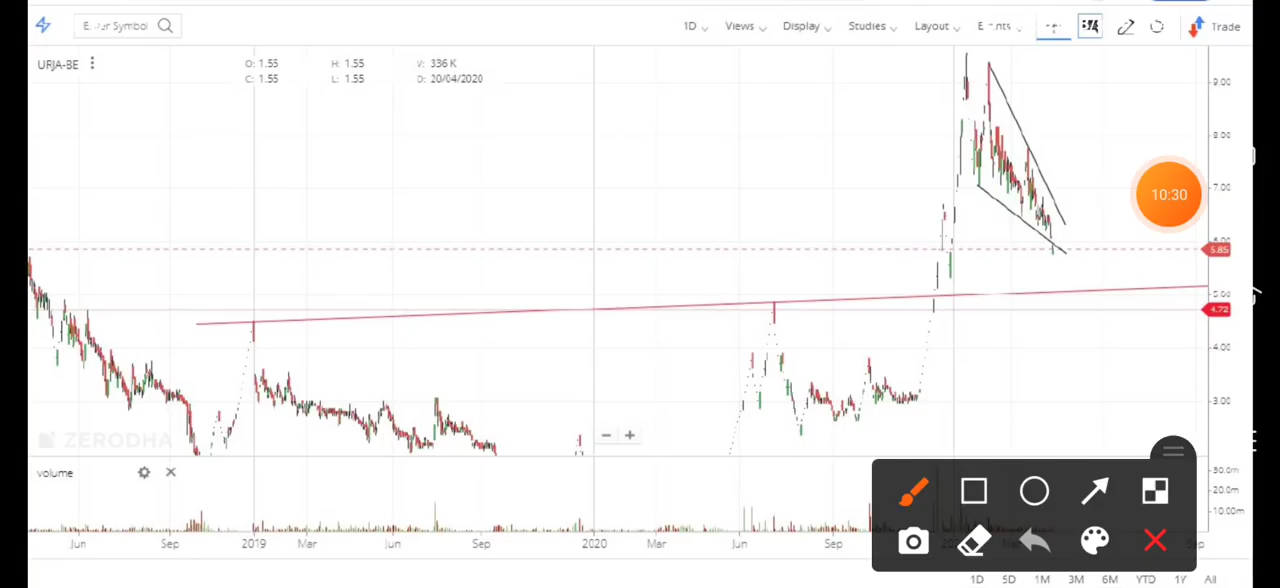 1D Views Display Studies Layout Trade
URJA-BE
O: 1.55 H: 1.55 V: 336 K
C: 1.55 L: 1.55 D: 20/04/2020
9.00
8.00
7.00
10:30
5.85
5.00
4.72
4.00
3.00
ZERODHA
volume
30.0m
20.0m
10.00m
Jun Sep 2019 Mar Jun Sep 2020 Mar Jun Sep
1D 5D 1M 3M 6M YTD 1Y All